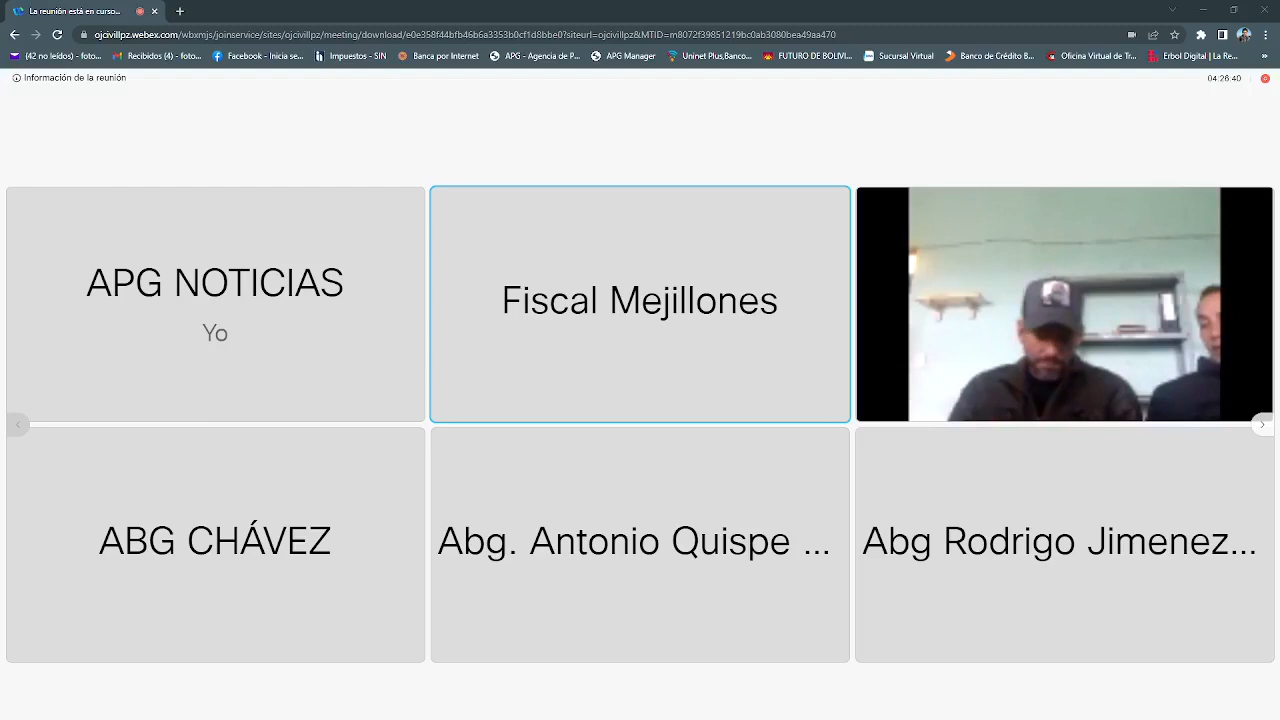 La reunión está en curso...
ojcivillpz.webex.com/wbxmjs/joinservice/sites/ojcivillpz/meeting/download/e0e358f44bfb46b6a3353b0cf1d8bbe0?siteurl=ojcivillpz&MTID=m8072f39851219bc0ab3080bea49aa470
(42 no leídos) - foto...
Recibidos (4) - foto...
Facebook - Inicia se...
Impuestos - SIN
Banca por Internet
APG - Agencia de P...
APG Manager
Uninet Plus,Banco...
FUTURO DE BOLIVI...
Sucursal Virtual
Banco de Crédito B...
Oficina Virtual de Tr...
Erbol Digital | La Re...
Información de la reunión
04:26:40
APG NOTICIAS
Yo
Fiscal Mejillones
ABG CHÁVEZ
Abg. Antonio Quispe ...
Abg Rodrigo Jimenez...